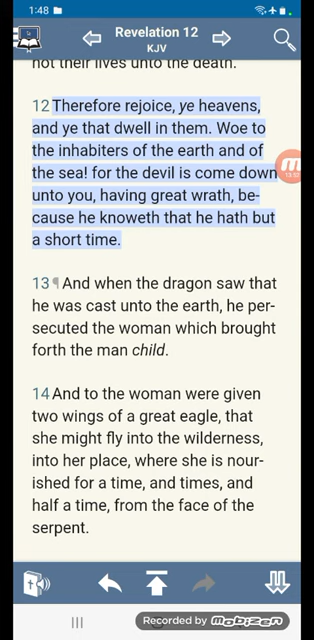 1:48
Revelation 12
KJV
not their lives unto the death.
12 Therefore rejoice, ye heavens,
and ye that dwell in them. Woe to
the inhabiters of the earth and of
the sea! for the devil is come down
unto you, having great wrath, be-
cause he knoweth that he hath but
a short time.
13 ¶ And when the dragon saw that
he was cast unto the earth, he per-
secuted the woman which brought
forth the man child.
14 And to the woman were given
two wings of a great eagle, that
she might fly into the wilderness,
into her place, where she is nour-
ished for a time, and times, and
half a time, from the face of the
serpent.
Recorded by mobizen